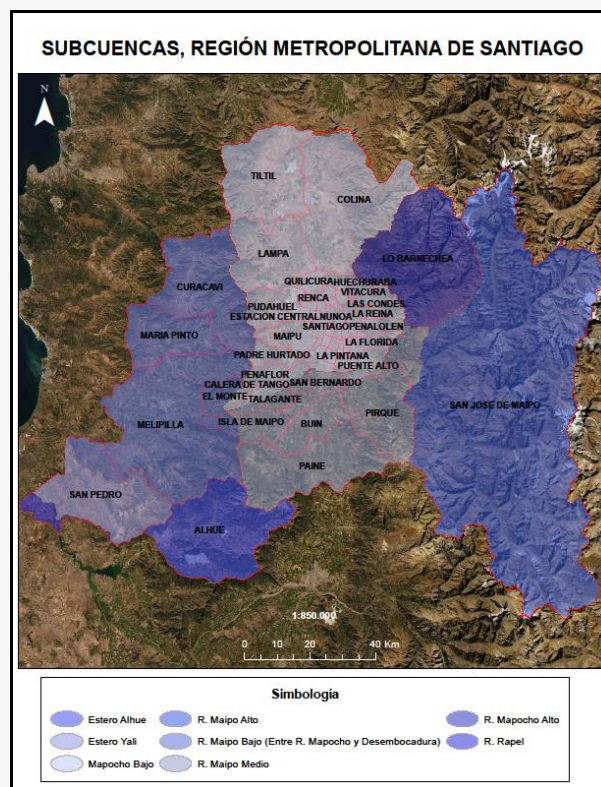 SUBCUENCAS, REGIÓN METROPOLITANA DE SANTIAGO
N
TILTIL
COLINA
LAMPA
LO BARNECHEA
CURACAVI
QUILICURA HUECHURABA
VITACURA
RENCA
PUDAHUEL
LAS CONDES
ESTACION CENTRAL NUNOA LA REINA
SANTIAGO PENALOLEN
MARIA PINTO
MAIPU
LA FLORIDA
PADRE HURTADO
LA PINTANA
PUENTE ALTO
PENAFLOR
CALERA DE TANGO SAN BERNARDO
EL MONTE
TALAGANTE
SAN JOSE DE MAIPO
PIRQUE
MELIPILLA
ISLA DE MAIPO
BUIN
PAINE
SAN PEDRO
ALHUE
1:850.000
0 10 20 40 Km
Simbología
Estero Alhue
R. Maipo Alto
R. Mapocho Alto
Estero Yali
R. Maipo Bajo (Entre R. Mapocho y Desembocadura)
R. Rapel
Mapocho Bajo
R. Maipo Medio